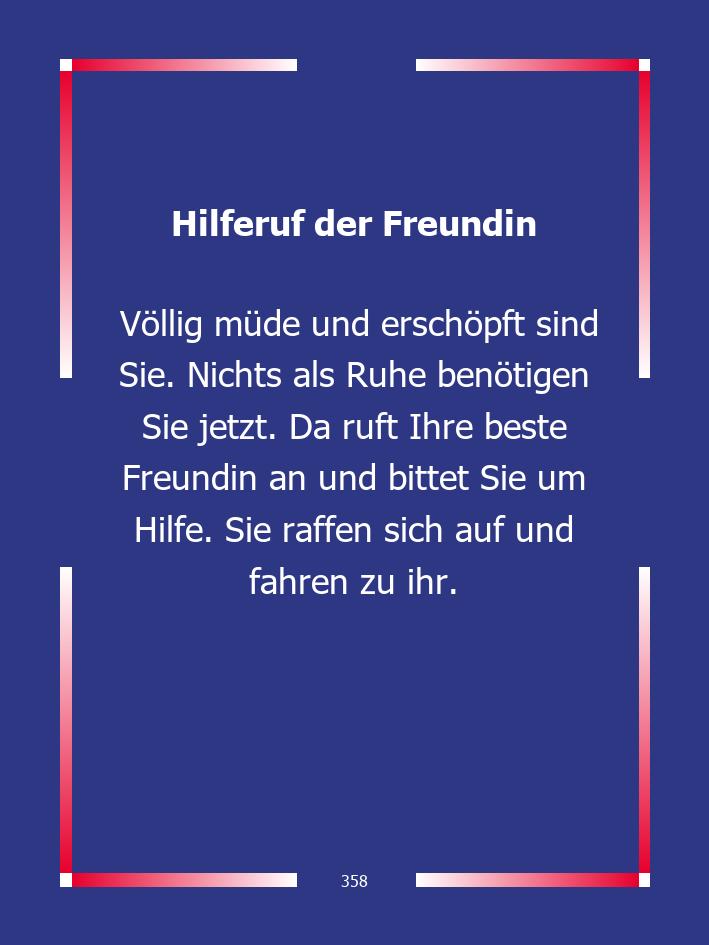 Hilferuf der Freundin
Völlig müde und erschöpft sind
Sie. Nichts als Ruhe benötigen
Sie jetzt. Da ruft Ihre beste
Freundin an und bittet Sie um
Hilfe. Sie raffen sich auf und
fahren zu ihr.
358